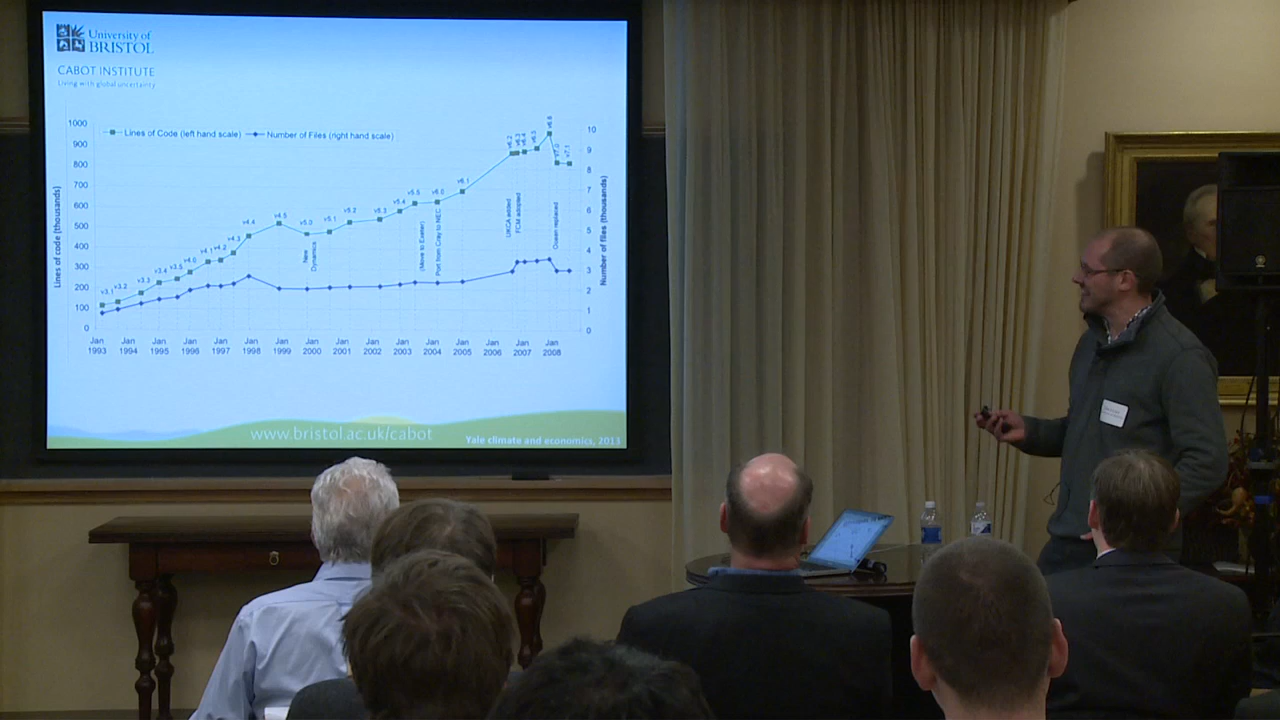 University of
BRISTOL
CABOT INSTITUTE
Living with global uncertainty
Lines of Code (left hand scale)
Number of Files (right hand scale)
Lines of code (thousands)
1000
900
800
700
600
500
400
300
200
100
0
v3.1
v3.2
v3.3
v3.4
v3.5
v4.0
v4.1
v4.2
v4.3
v4.4
v4.5
v5.0
v5.1
v5.2
v5.3
v5.4
v5.5
v6.0
v6.1
v6.2
v6.3
v6.4
v6.6
v7.0
v7.1
New
Dynamics
(Move to Exeter)
Port from Cray to NEC
UKCA added
FCM adopted
Ocean replaced
10
9
8
7
6
5
4
3
2
1
0
Number of files (thousands)
Jan Jan Jan Jan Jan Jan Jan Jan Jan Jan Jan Jan Jan Jan Jan Jan
1993 1994 1995 1996 1997 1998 1999 2000 2001 2002 2003 2004 2005 2006 2007 2008
www.bristol.ac.uk/cabot
Yale climate and economics, 2013